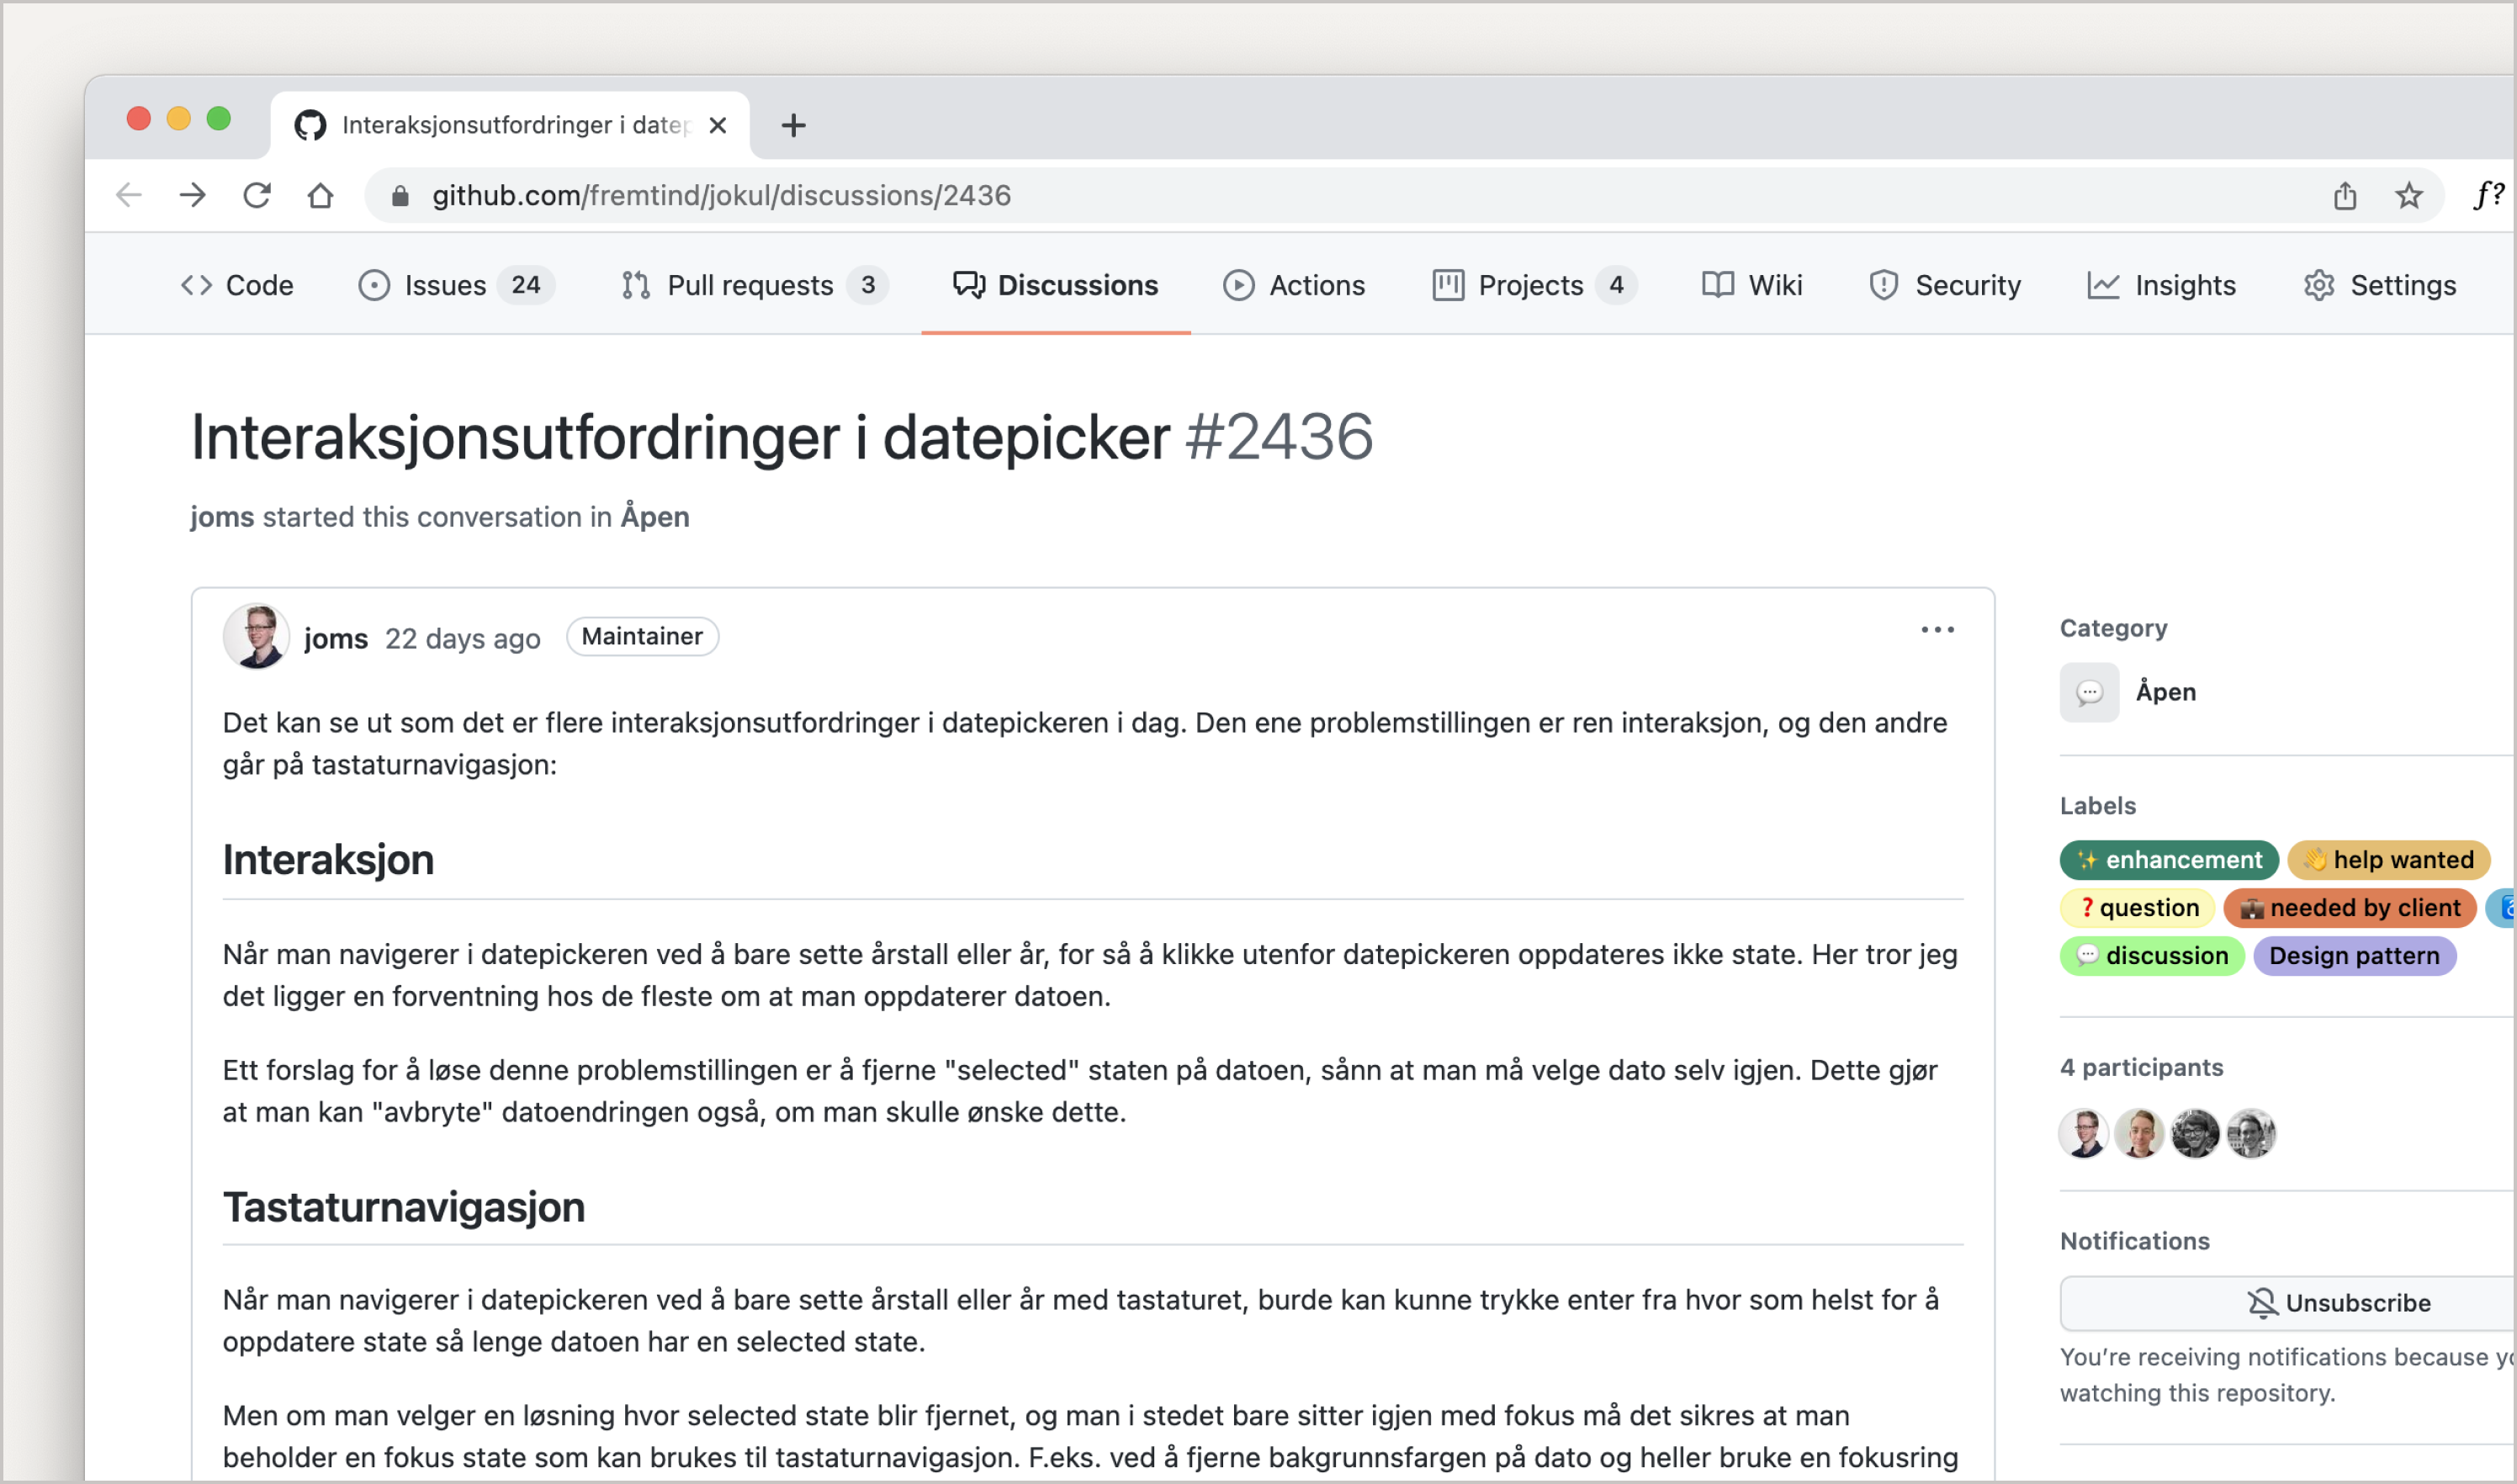 Interaksjonsutfordringer i datep
github.com/fremtind/jokul/discussions/2436
f?
Code
Issues 24
Pull requests 3
Discussions
Actions
Projects 4
Wiki
Security
Insights
Settings
Interaksjonsutfordringer i datepicker #2436
joms started this conversation in Åpen
joms 22 days ago Maintainer
Det kan se ut som det er flere interaksjonsutfordringer i datepickeren i dag. Den ene problemstillingen er ren interaksjon, og den andre
går på tastaturnavigasjon:
Interaksjon
Når man navigerer i datepickeren ved å bare sette årstall eller år, for så å klikke utenfor datepickeren oppdateres ikke state. Her tror jeg
det ligger en forventning hos de fleste om at man oppdaterer datoen.
Ett forslag for å løse denne problemstillingen er å fjerne "selected" staten på datoen, sånn at man må velge dato selv igjen. Dette gjør
at man kan "avbryte" datoendringen også, om man skulle ønske dette.
Tastaturnavigasjon
Når man navigerer i datepickeren ved å bare sette årstall eller år med tastaturet, burde kan kunne trykke enter fra hvor som helst for å
oppdatere state så lenge datoen har en selected state.
Men om man velger en løsning hvor selected state blir fjernet, og man i stedet bare sitter igjen med fokus må det sikres at man
beholder en fokus state som kan brukes til tastaturnavigasjon. F.eks. ved å fjerne bakgrunnsfargen på dato og heller bruke en fokusring
Category
Åpen
Labels
✨ enhancement
👋 help wanted
❓ question
💼 needed by client
💬 discussion
Design pattern
4 participants
Notifications
Unsubscribe
You’re receiving notifications because yo
watching this repository.